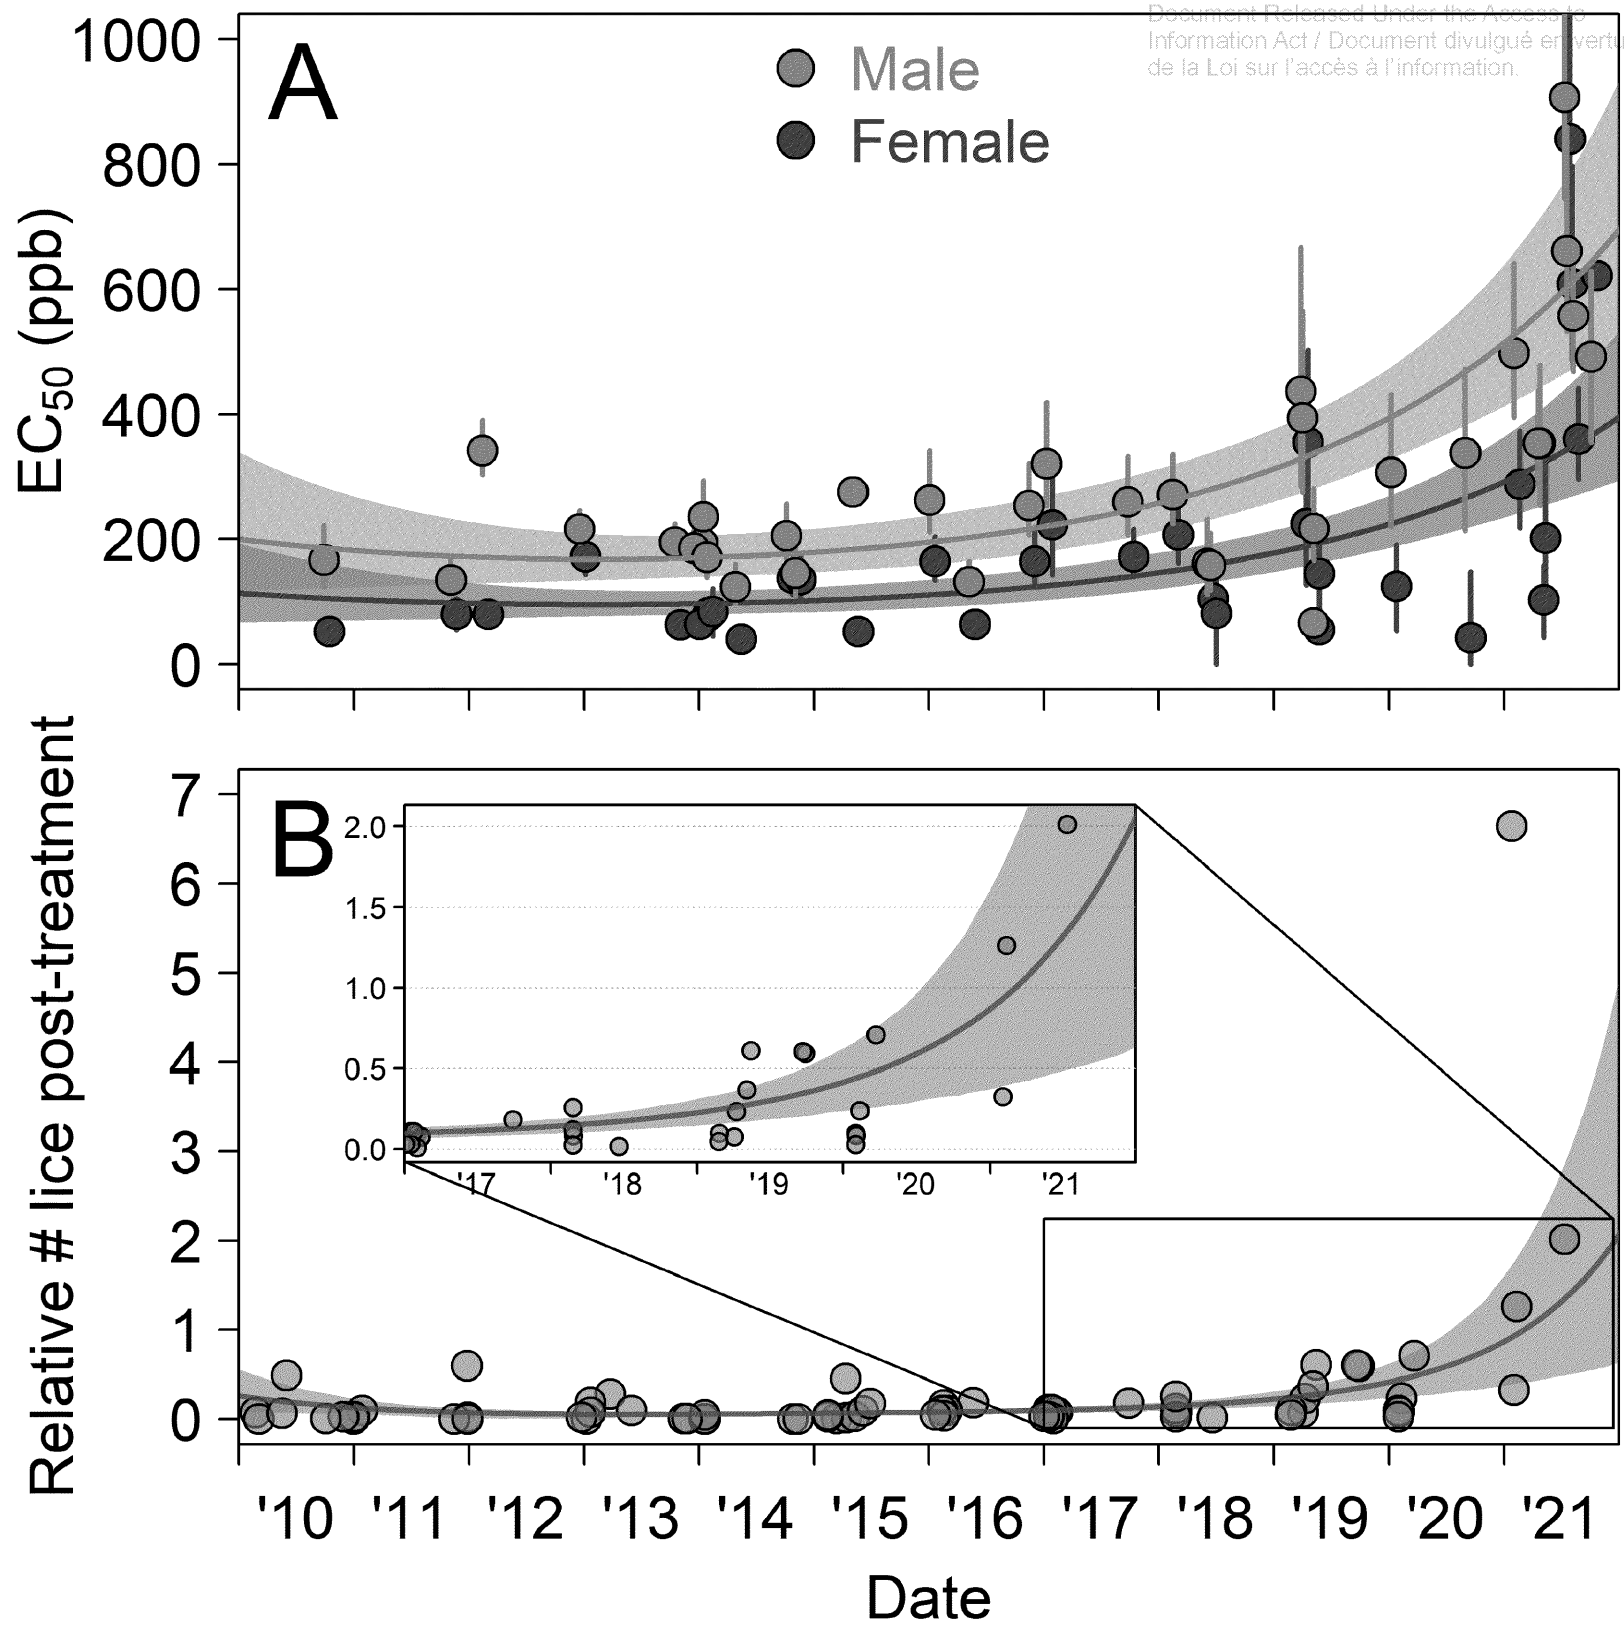 Document Released Under the Access to
Information Act / Document divulgué en vertu
de la Loi sur l'accès à l'information.
A
Male
Female
EC50 (ppb)
1000
800
600
400
200
0
B
Relative # lice post-treatment
7
6
5
4
3
2
1
0
2.0
1.5
1.0
0.5
0.0
'17 '18 '19 '20 '21
'10 '11 '12 '13 '14 '15 '16 '17 '18 '19 '20 '21
Date